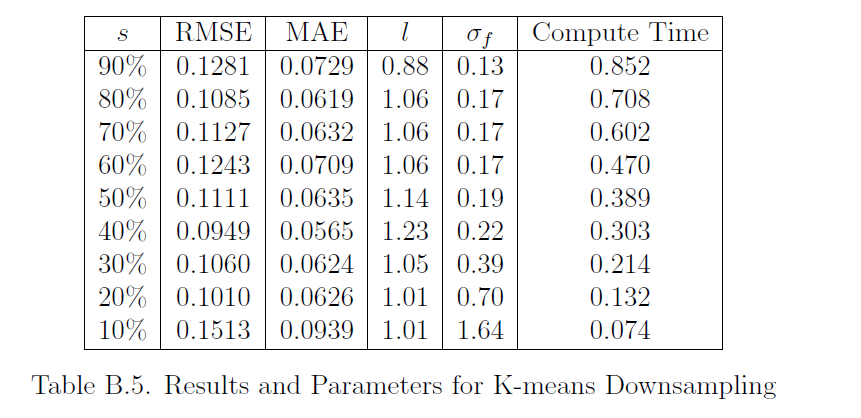 s RMSE MAE l σf Compute Time
90% 0.1281 0.0729 0.88 0.13 0.852
80% 0.1085 0.0619 1.06 0.17 0.708
70% 0.1127 0.0632 1.06 0.17 0.602
60% 0.1243 0.0709 1.06 0.17 0.470
50% 0.1111 0.0635 1.14 0.19 0.389
40% 0.0949 0.0565 1.23 0.22 0.303
30% 0.1060 0.0624 1.05 0.39 0.214
20% 0.1010 0.0626 1.01 0.70 0.132
10% 0.1513 0.0939 1.01 1.64 0.074
Table B.5. Results and Parameters for K-means Downsampling